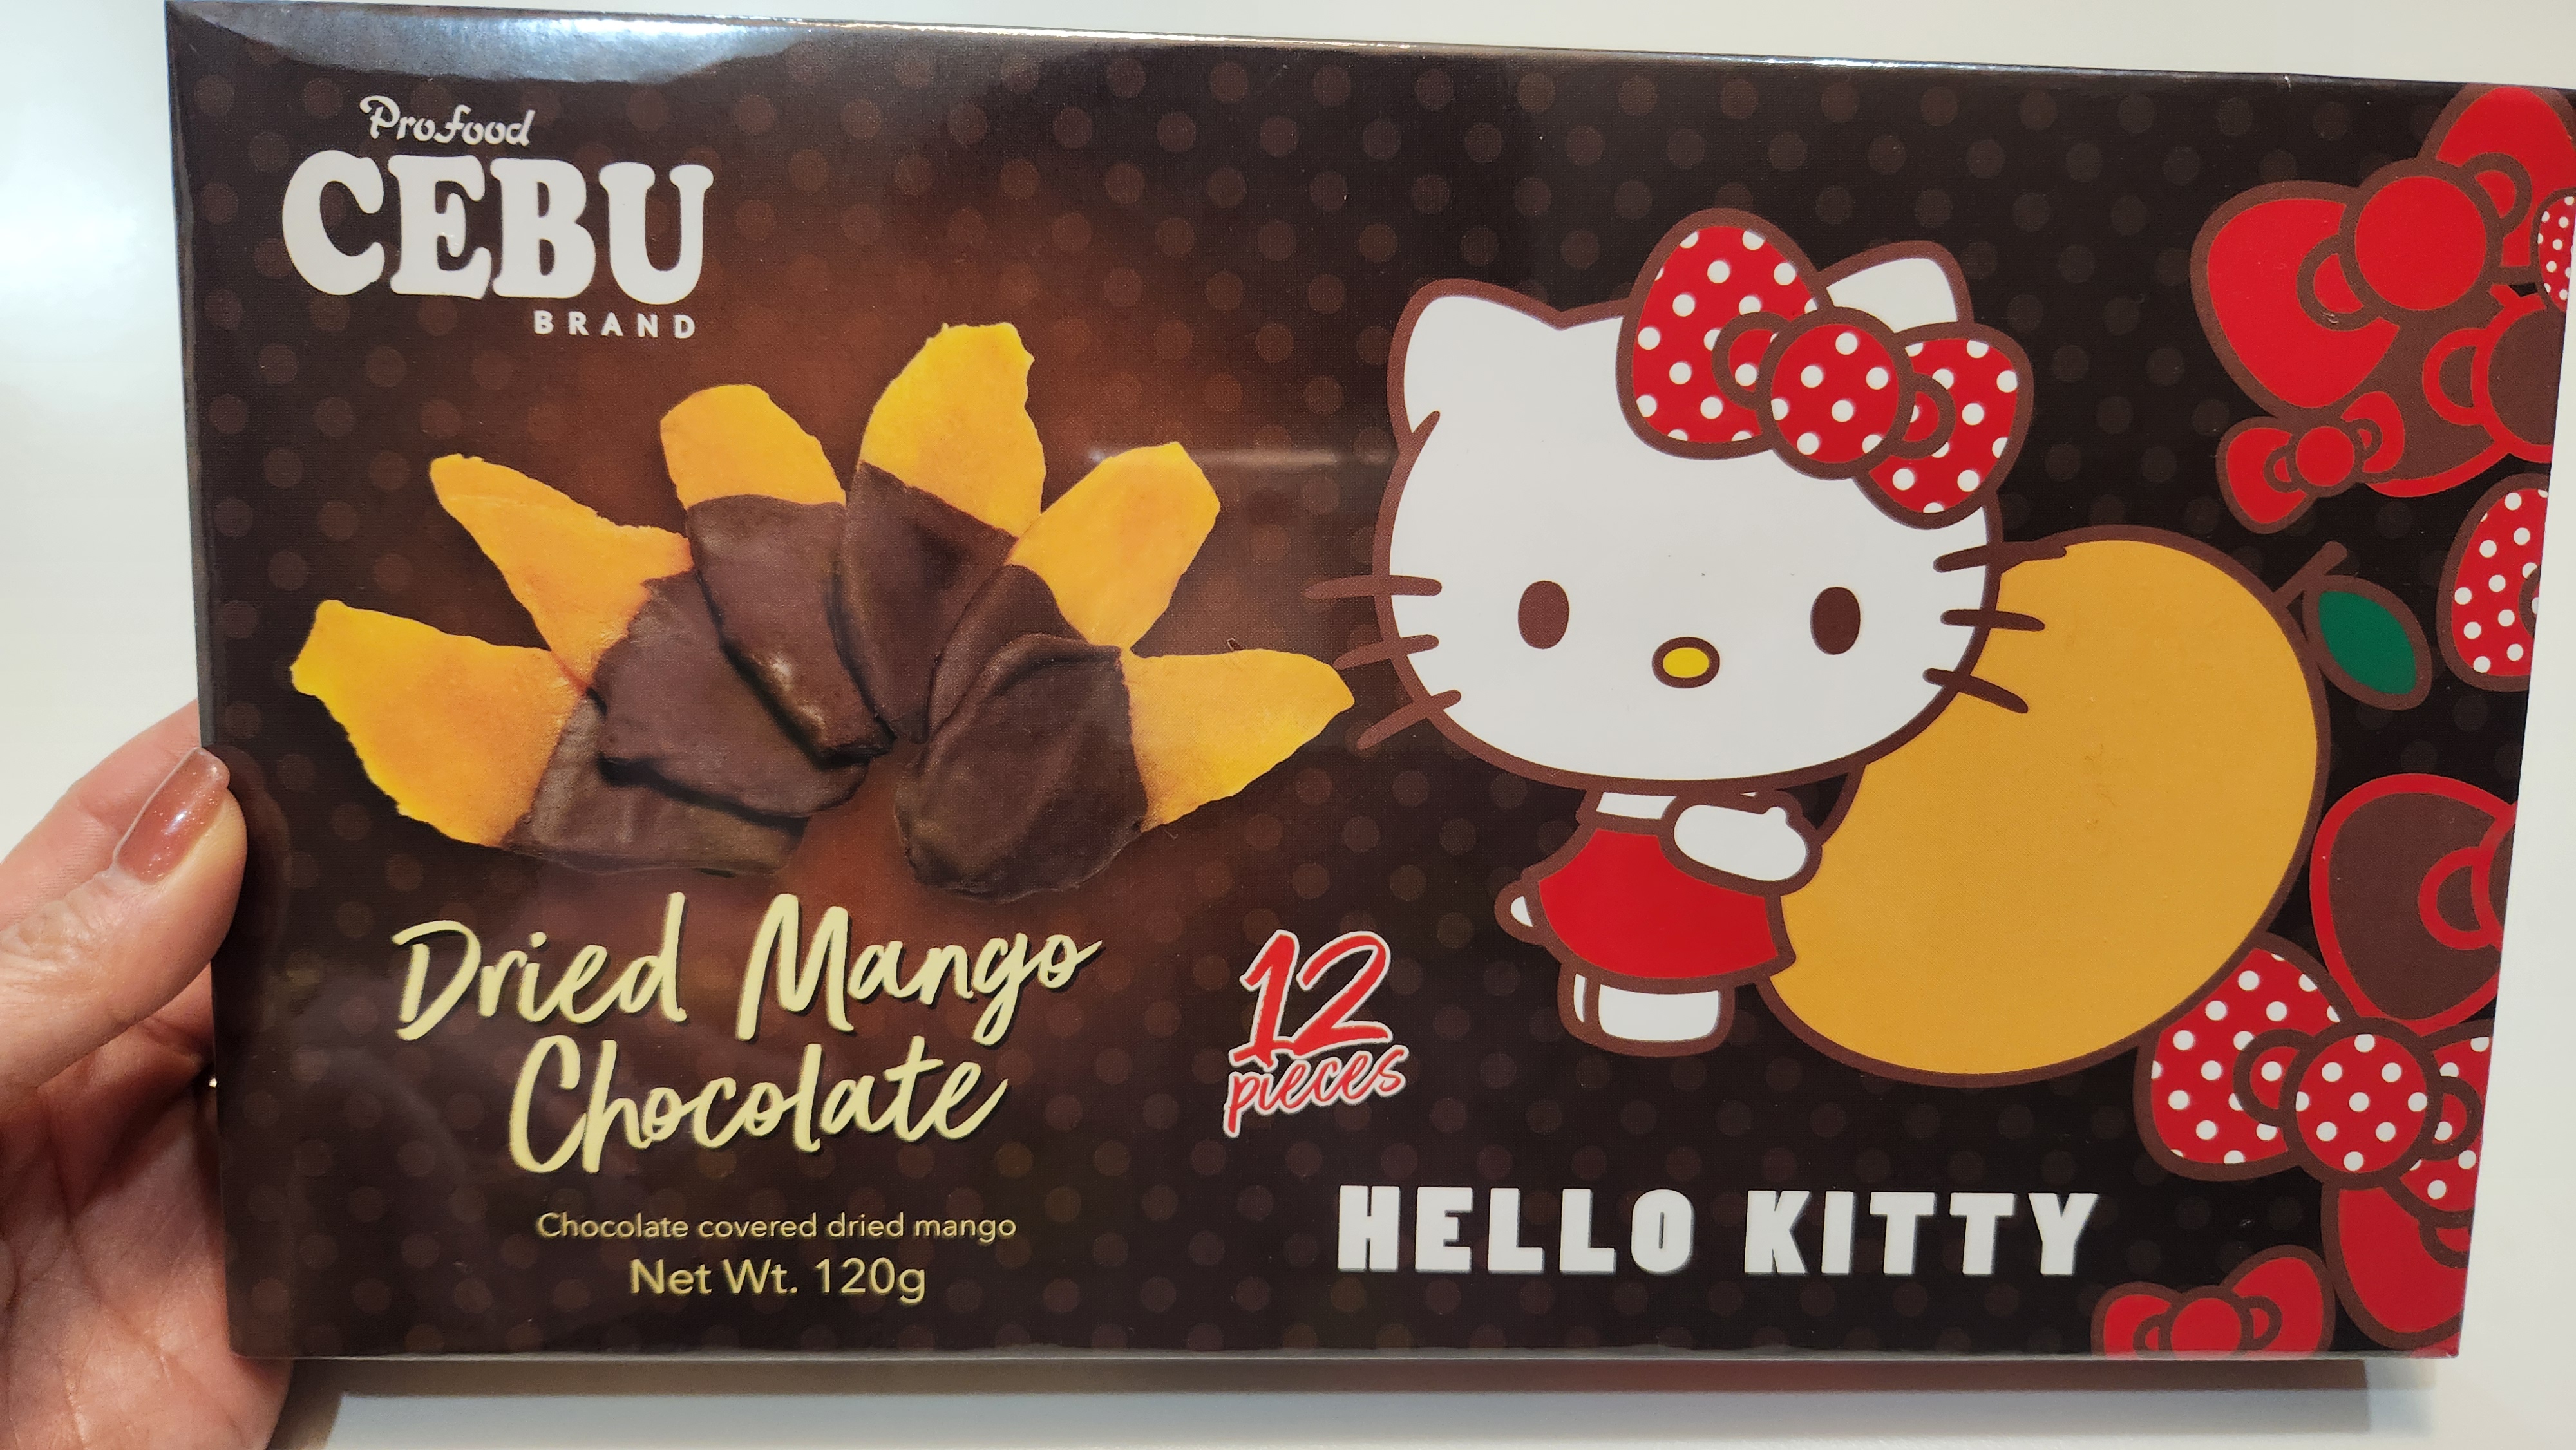 Profood
CEBU
BRAND
Dried Mango
Chocolate
Chocolate covered dried mango
Net Wt. 120g
12
pieces
HELLO KITTY